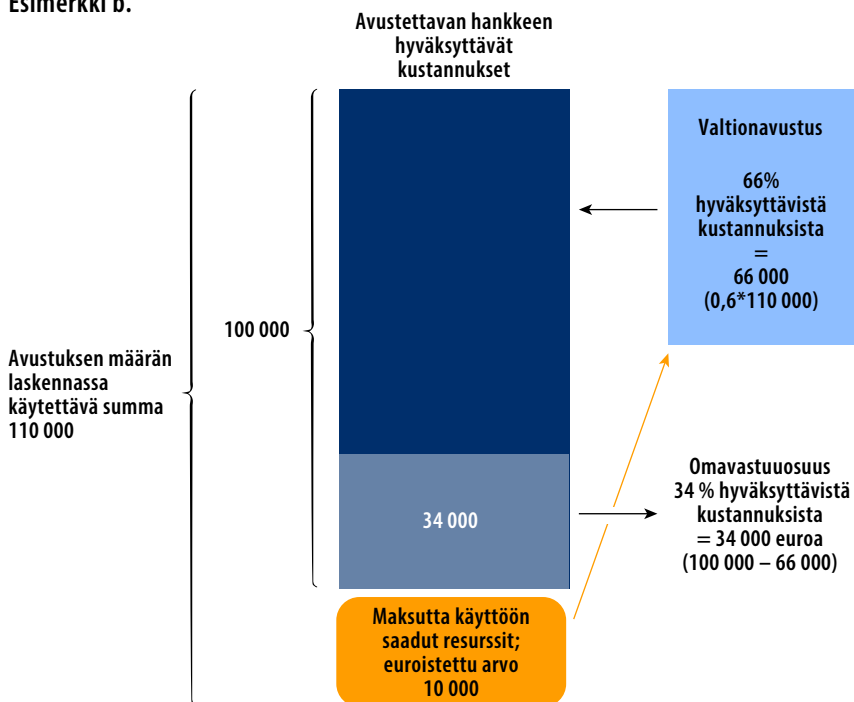 Esimerkki b.
Avustettavan hankkeen
hyväksyttävät
kustannukset
Valtionavustus
66%
hyväksyttävistä
kustannuksista
=
66 000
(0,6*110 000)
100 000
Avustuksen määrän
laskennassa
käytettävä summa
110 000
34 000
Omavastuuosuus
34 % hyväksyttävistä
kustannuksista
= 34 000 euroa
(100 000 – 66 000)
Maksutta käyttöön
saadut resurssit;
euroistettu arvo
10 000